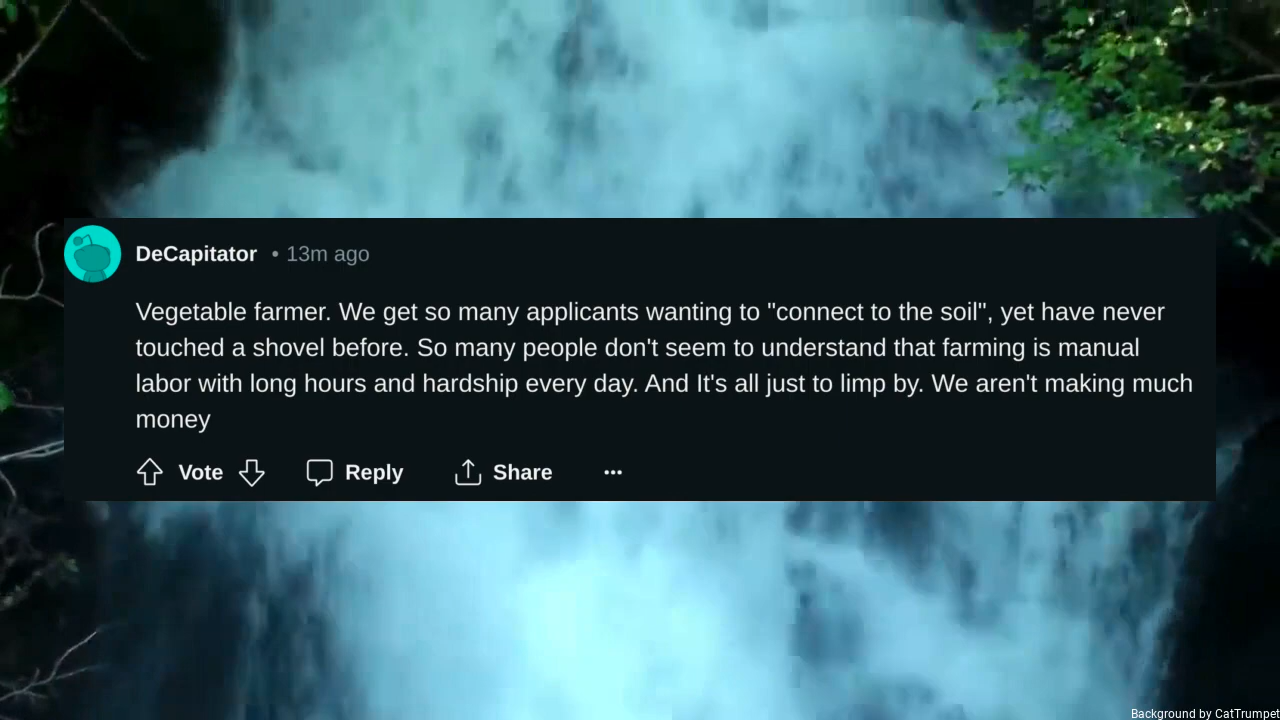 DeCapitator • 13m ago
Vegetable farmer. We get so many applicants wanting to "connect to the soil", yet have never
touched a shovel before. So many people don't seem to understand that farming is manual
labor with long hours and hardship every day. And It's all just to limp by. We aren't making much
money
Vote Reply Share ...
Background by CatTrumpet